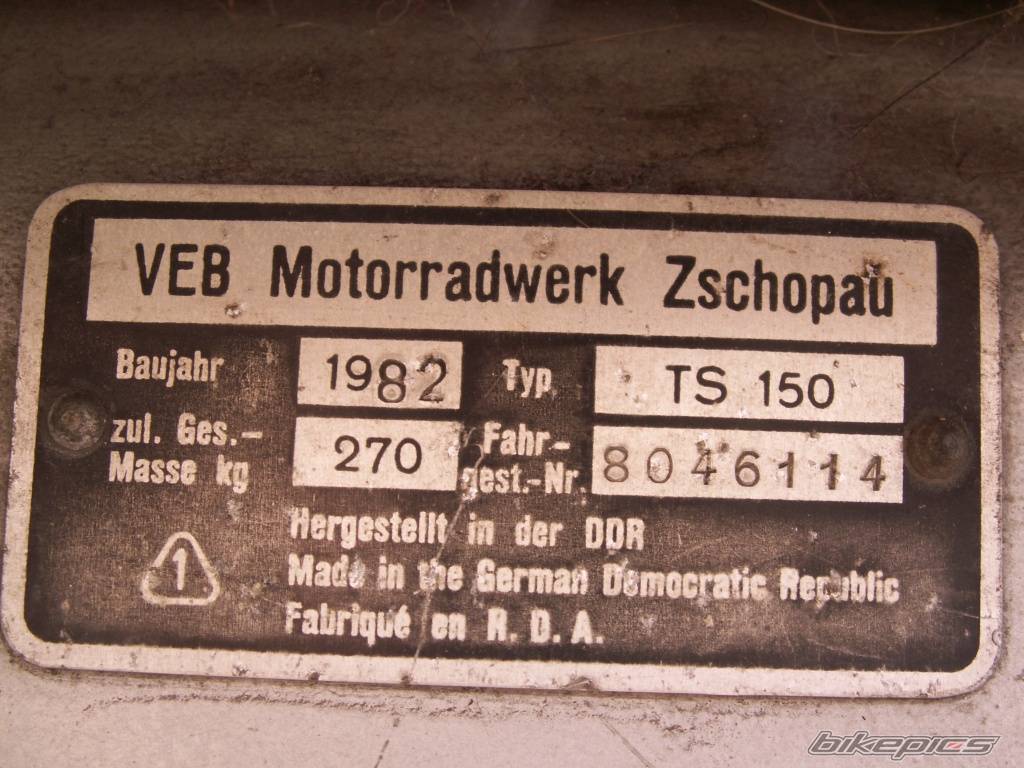 VEB Motorradwerk Zschopau
Baujahr 1982 Typ TS 150
zul. Ges.-
Masse kg 270 Fahr-
gest.-Nr. 8046114
Hergestellt in der DDR
1 Made in the German Democratic Republic
Fabriqué en R. D. A.
bikepics